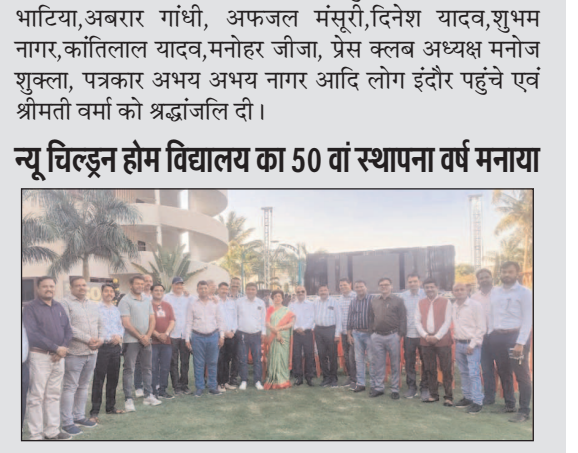 भाटिया,अबरार गांधी, अफजल मंसूरी,दिनेश यादव,शुभम
नागर,कांतिलाल यादव,मनोहर जीजा, प्रेस क्लब अध्यक्ष मनोज
शुक्ला, पत्रकार अभय अभय नागर आदि लोग इंदौर पहुंचे एवं
श्रीमती वर्मा को श्रद्धांजलि दी।
न्यू चिल्ड्रन होम विद्यालय का 50 वां स्थापना वर्ष मनाया